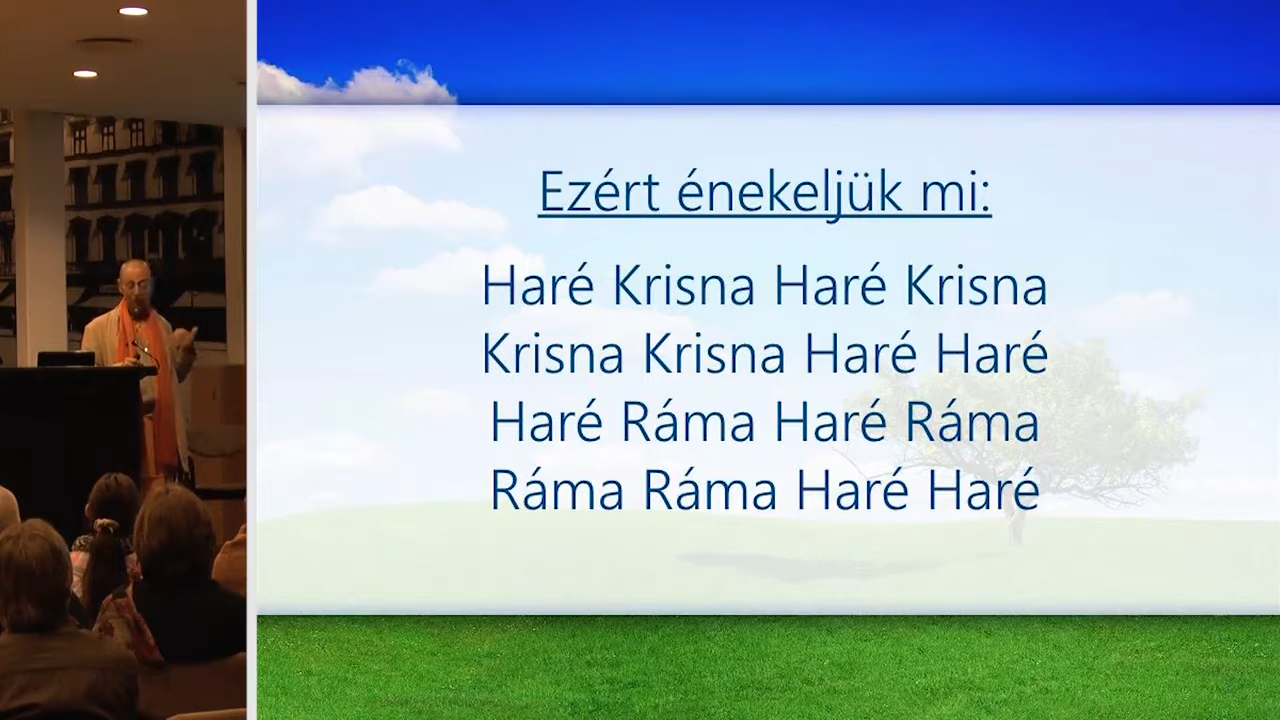 Ezért énekeljük mi:
Haré Krisna Haré Krisna
Krisna Krisna Haré Haré
Haré Ráma Haré Ráma
Ráma Ráma Haré Haré